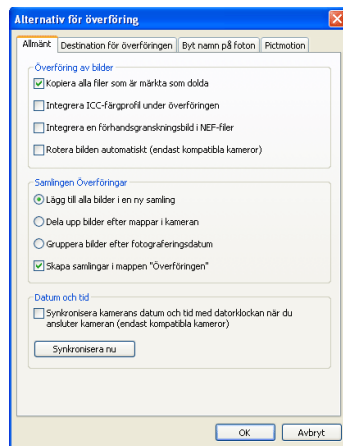 Alternativ för överföring
Allmänt Destination för överföringen Byt namn på foton Pictmotion
Överföring av bilder
Kopiera alla filer som är märkta som dolda
Integrera ICC-färgprofil under överföringen
Integrera en förhandsgranskningsbild i NEF-filer
Rotera bilden automatiskt (endast kompatibla kameror)
Samlingen Överföringar
Lägg till alla bilder i en ny samling
Dela upp bilder efter mappar i kameran
Gruppera bilder efter fotograferingsdatum
Skapa samlingar i mappen "Överföringen"
Datum och tid
Synkronisera kamerans datum och tid med datorklockan när du
ansluter kameran (endast kompatibla kameror)
Synkronisera nu
OK Avbryt